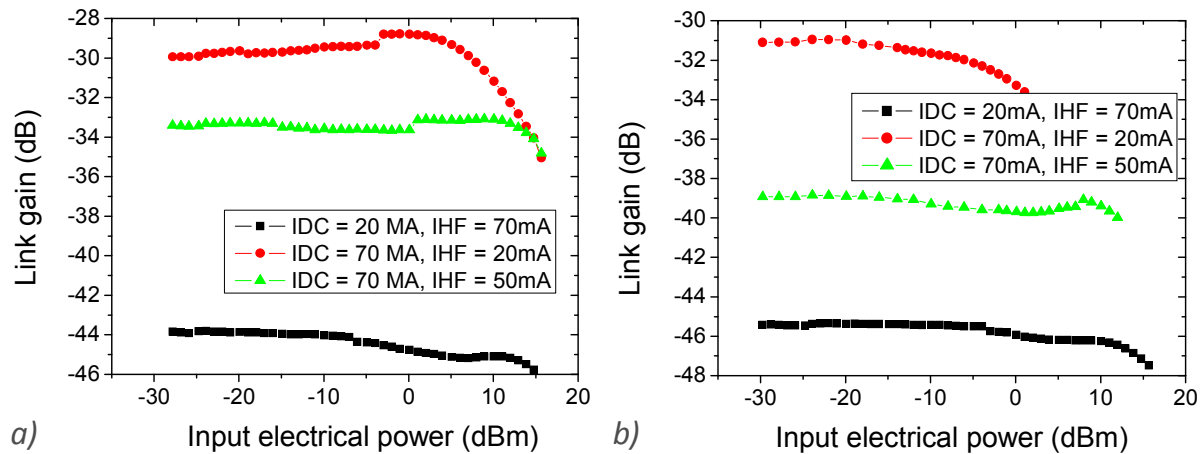 -28
-30
-32
-34
-36
-38
-40
-42
-44
-46
Link gain (dB)
IDC = 20 MA, IHF = 70mA
IDC = 70 MA, IHF = 20mA
IDC = 70 MA, IHF = 50mA
-30 -20 -10 0 10 20
Input electrical power (dBm)
a)
-30
-32
-34
-36
-38
-40
-42
-44
-46
-48
Link gain (dB)
IDC = 20mA, IHF = 70mA
IDC = 70mA, IHF = 20mA
IDC = 70mA, IHF = 50mA
-30 -20 -10 0 10 20
Input electrical power (dBm)
b)